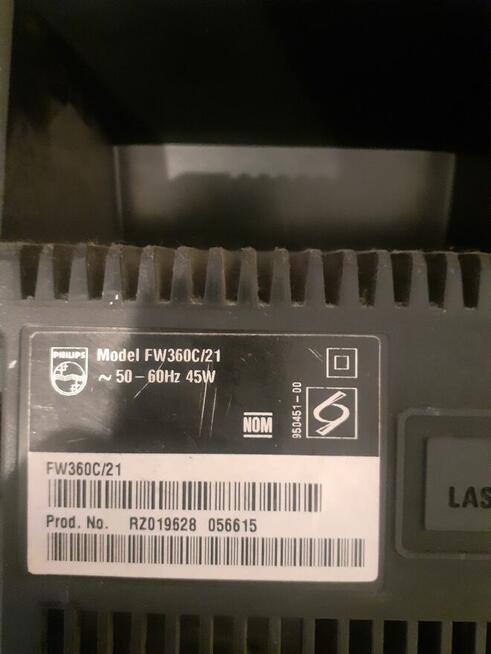 PHILIPS
Model FW360C/21
~ 50 – 60Hz 45W
NOM
950451-00
FW360C/21
Prod. No. RZ019628 056615
LAS